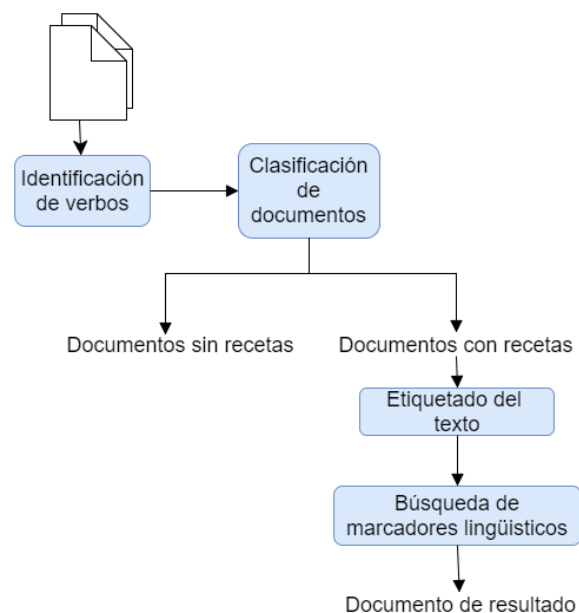 Identificación
de verbos
Clasificación
de
documentos
Documentos sin recetas
Documentos con recetas
Etiquetado del
texto
Búsqueda de
marcadores lingüisticos
Documento de resultado